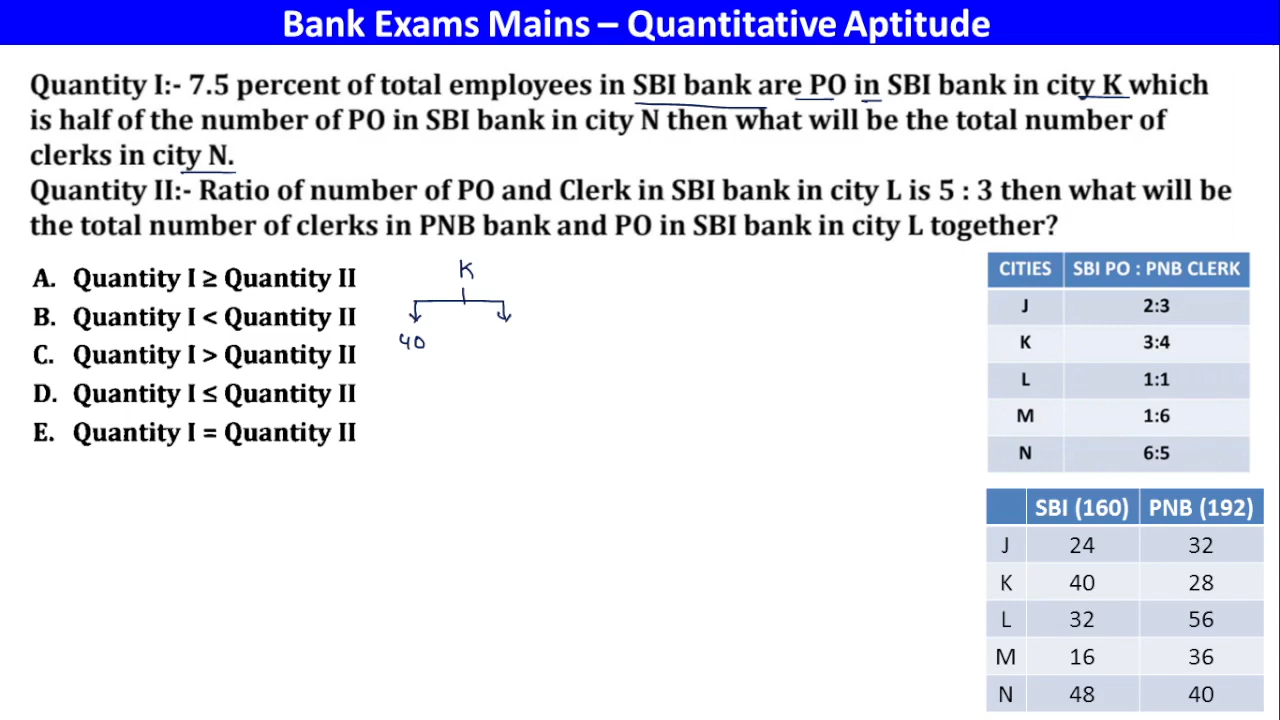 Bank Exams Mains – Quantitative Aptitude
Quantity I:- 7.5 percent of total employees in SBI bank are PO in SBI bank in city K which
is half of the number of PO in SBI bank in city N then what will be the total number of
clerks in city N.
Quantity II:- Ratio of number of PO and Clerk in SBI bank in city L is 5 : 3 then what will be
the total number of clerks in PNB bank and PO in SBI bank in city L together?
A. Quantity I ≥ Quantity II
B. Quantity I < Quantity II
C. Quantity I > Quantity II
D. Quantity I ≤ Quantity II
E. Quantity I = Quantity II
K
40
CITIES SBI PO : PNB CLERK
J 2:3
K 3:4
L 1:1
M 1:6
N 6:5
SBI (160) PNB (192)
J 24 32
K 40 28
L 32 56
M 16 36
N 48 40